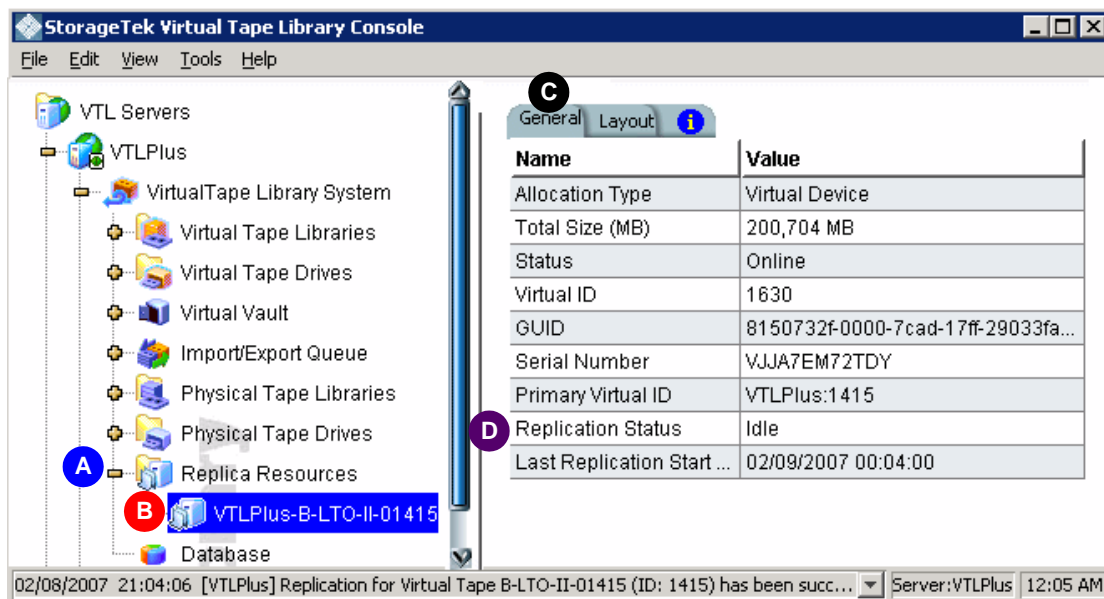 StorageTek Virtual Tape Library Console
File Edit View Tools Help
VTL Servers
VTLPlus
VirtualTape Library System
Virtual Tape Libraries
Virtual Tape Drives
Virtual Vault
Import/Export Queue
Physical Tape Libraries
Physical Tape Drives
A
Replica Resources
B
VTLPlus-B-LTO-II-01415
Database
C
General Layout i
Name Value
Allocation Type Virtual Device
Total Size (MB) 200,704 MB
Status Online
Virtual ID 1630
GUID 8150732f-0000-7cad-17ff-29033fa...
Serial Number VJJA7EM72TDY
Primary Virtual ID VTLPlus:1415
D Replication Status Idle
Last Replication Start ... 02/09/2007 00:04:00
02/08/2007 21:04:06 [VTLPlus] Replication for Virtual Tape B-LTO-II-01415 (ID: 1415) has been succ... Server:VTLPlus 12:05 AM